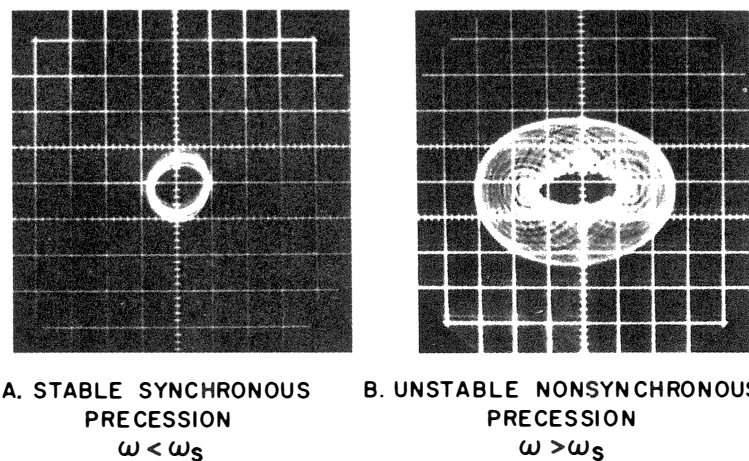 A. STABLE SYNCHRONOUS
PRECESSION
ω < ωs
B. UNSTABLE NONSYNCHRONOUS
PRECESSION
ω > ωs